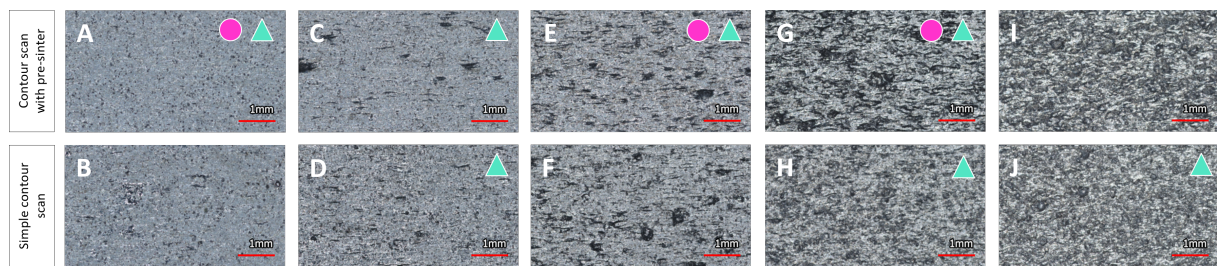 Contour scan
with pre-sinter
A
1mm
C
1mm
E
1mm
G
1mm
I
1mm
Simple contour
scan
B
1mm
D
1mm
F
1mm
H
1mm
J
1mm